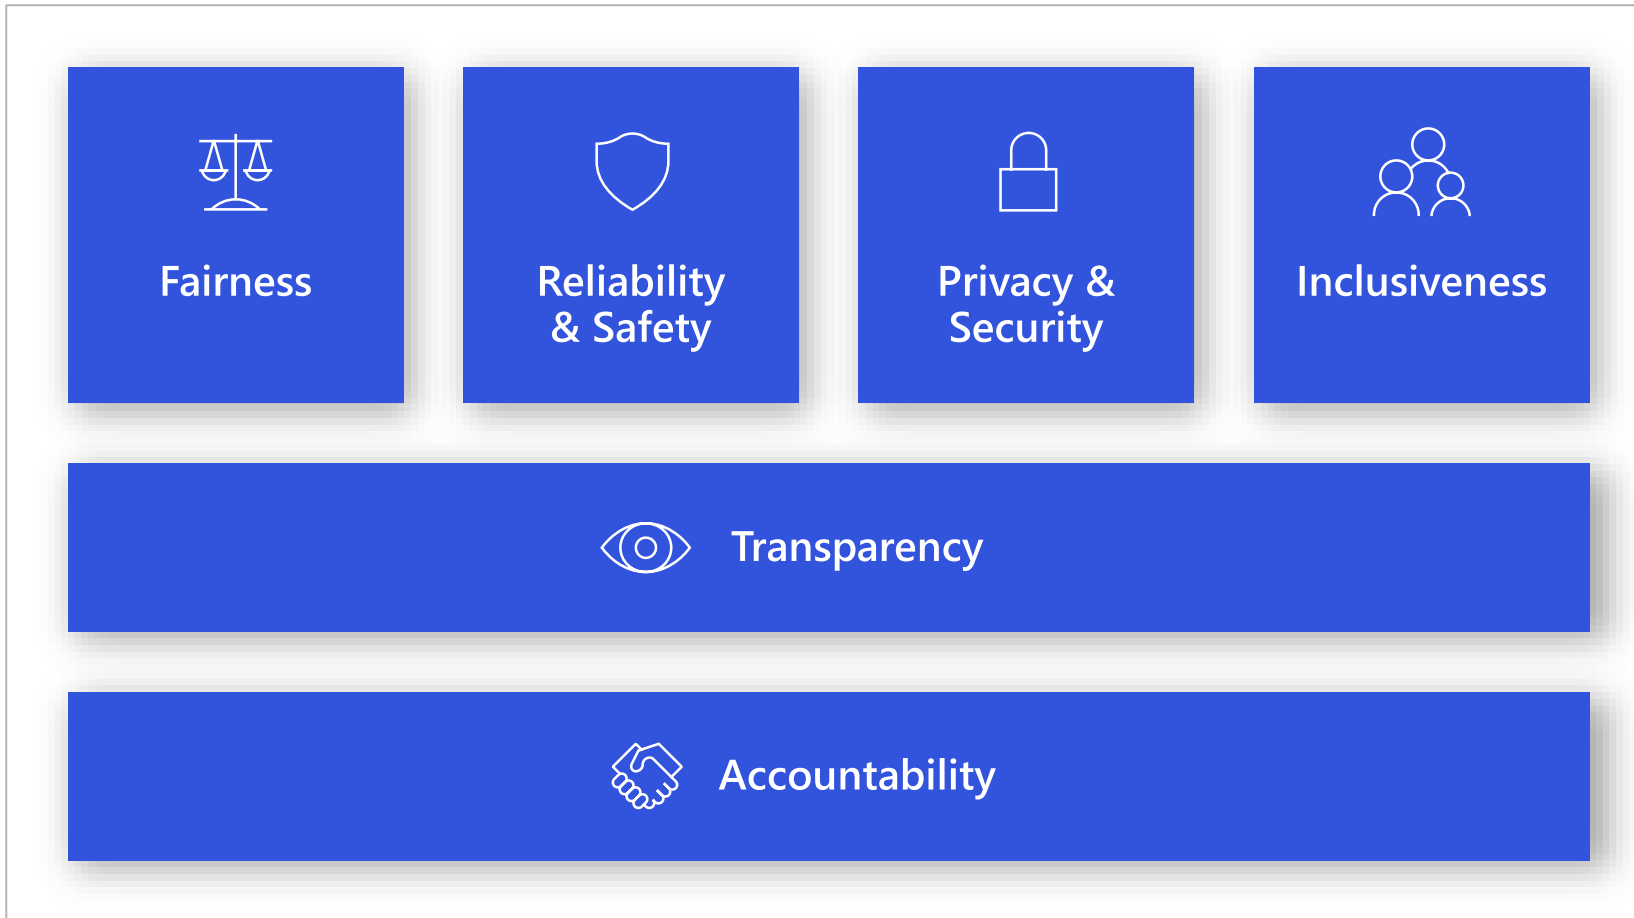 Fairness
Reliability
& Safety
Privacy &
Security
Inclusiveness
Transparency
Accountability